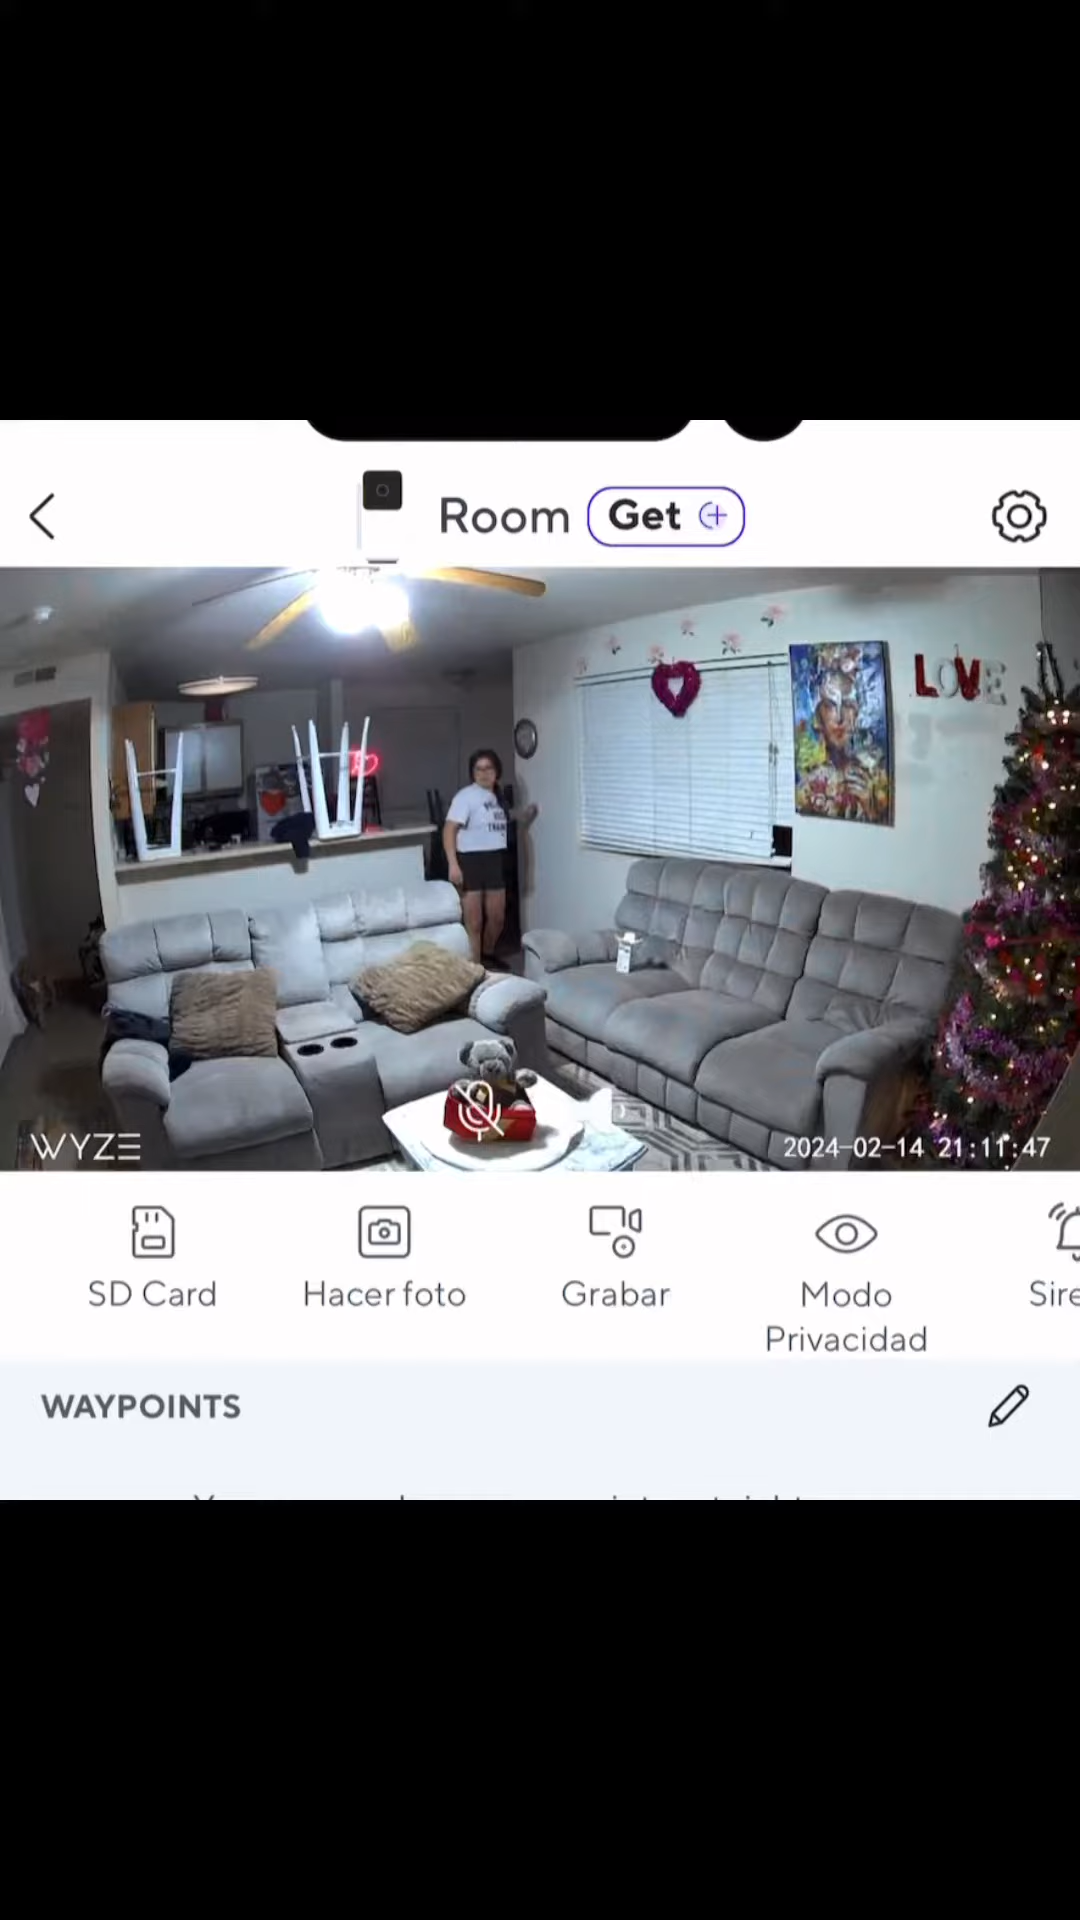 Room Get
LOVE
WYZE
2024-02-14 21:11:47
SD Card
Hacer foto
Grabar
Modo
Privacidad
WAYPOINTS